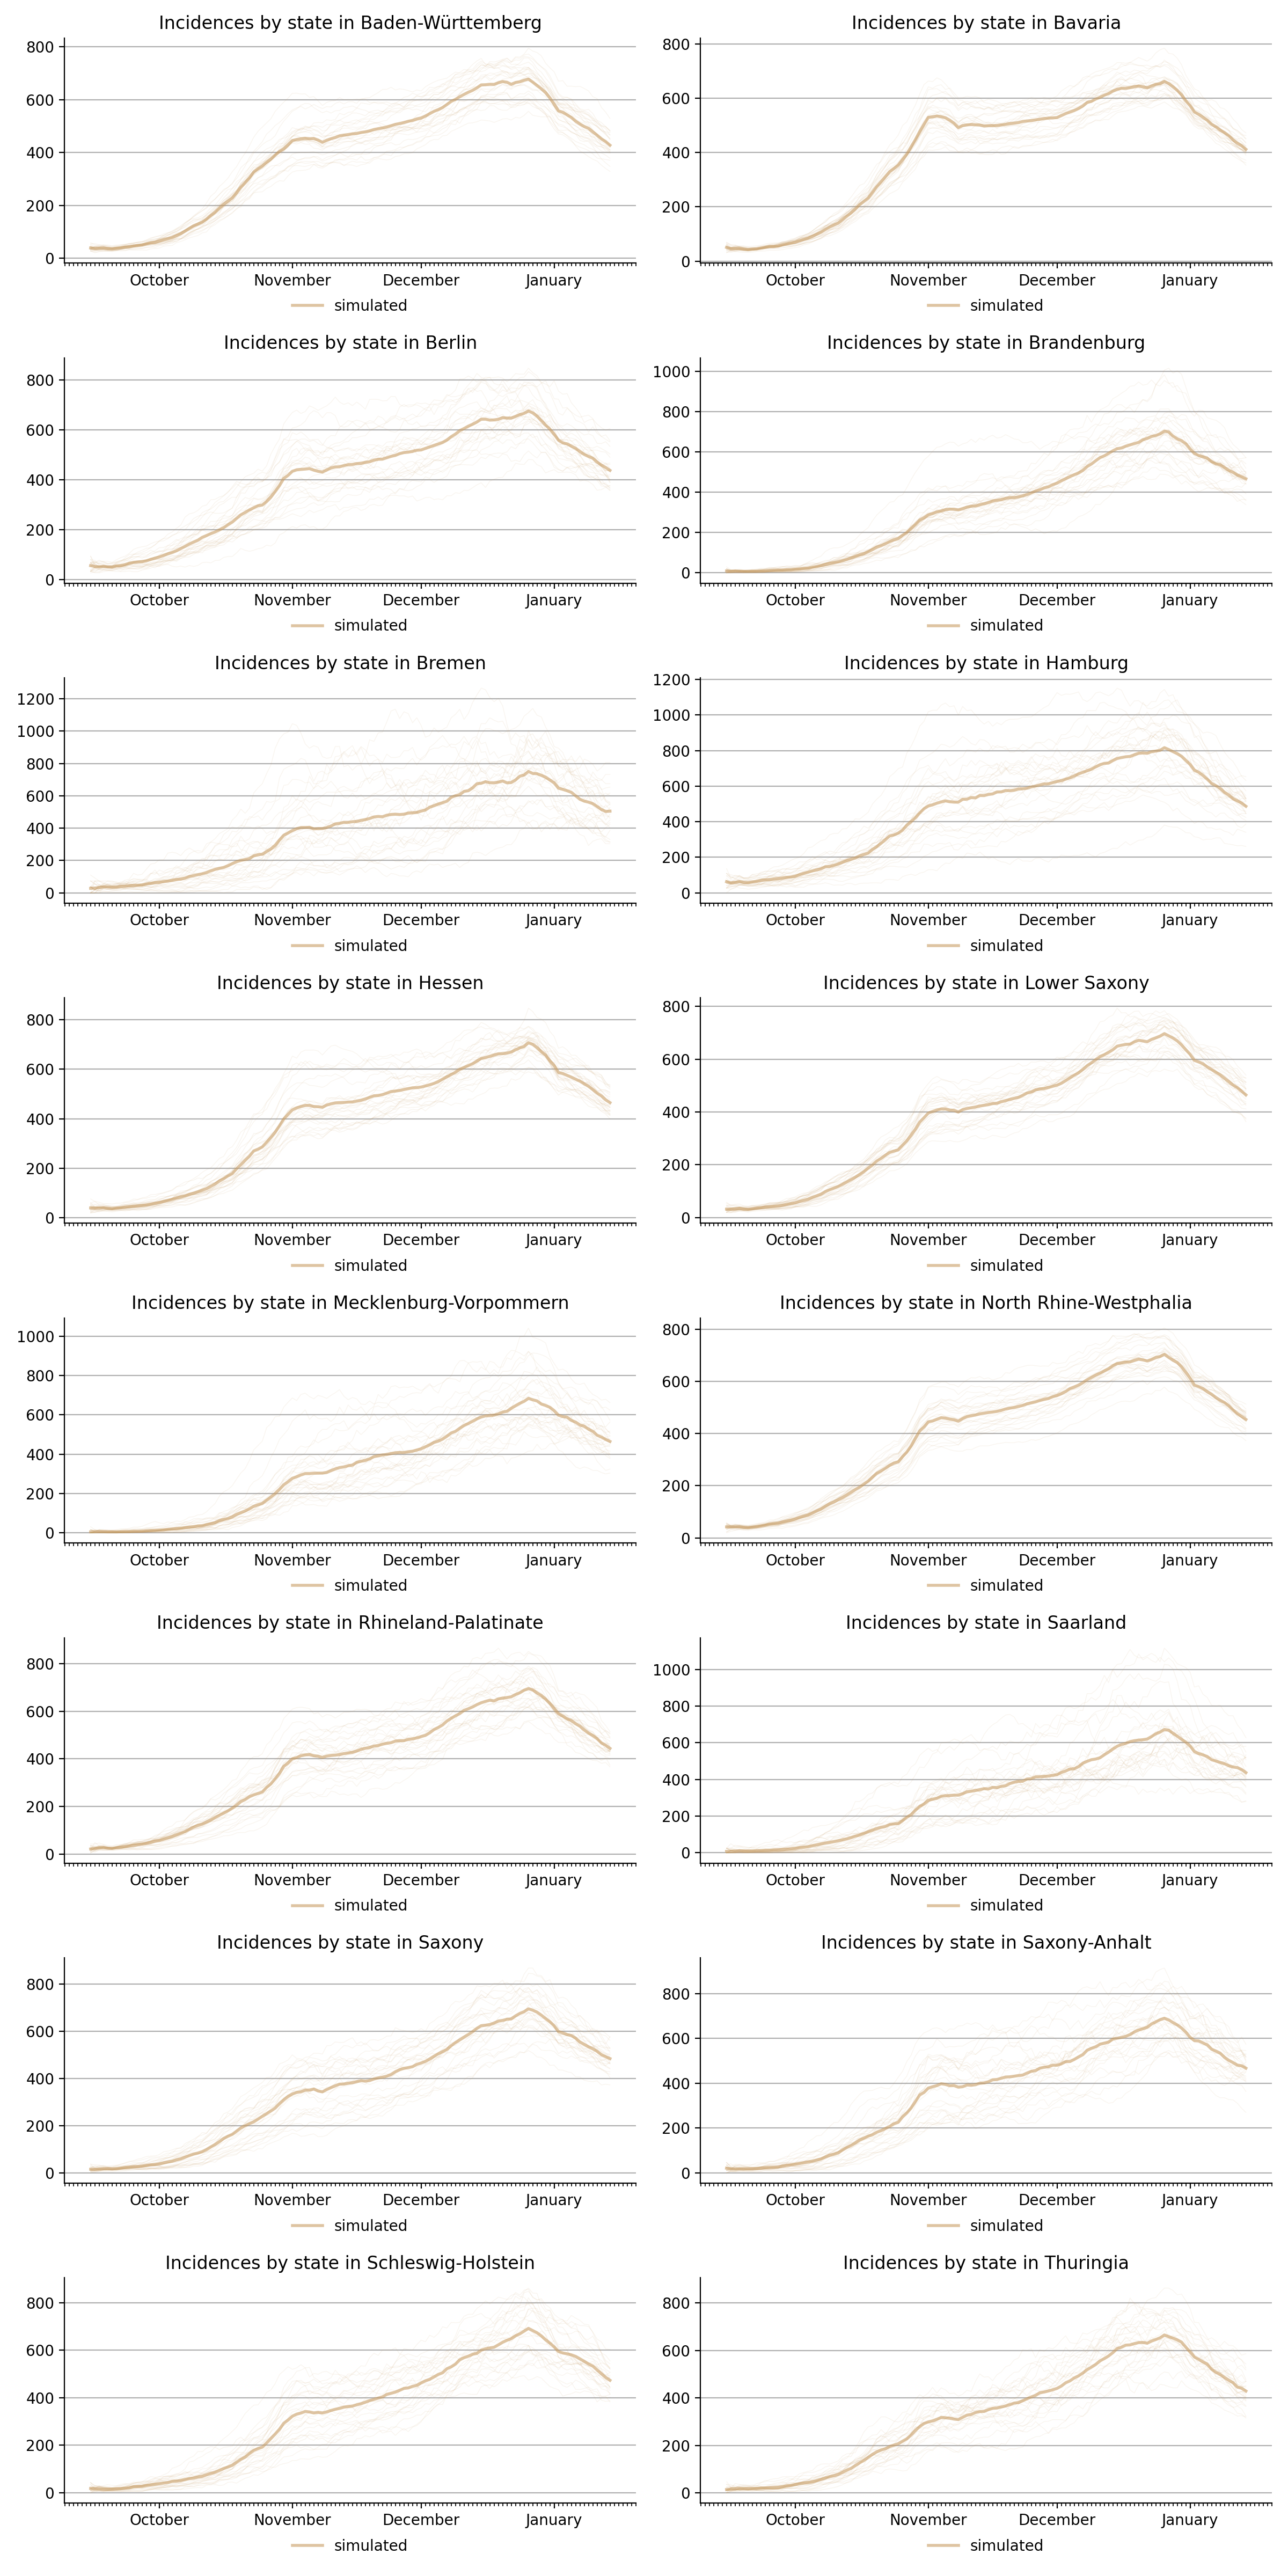 Incidences by state in Baden-Württemberg
800
600
400
200
0
October November December January
simulated
Incidences by state in Bavaria
800
600
400
200
0
October November December January
simulated
Incidences by state in Berlin
800
600
400
200
0
October November December January
simulated
Incidences by state in Brandenburg
1000
800
600
400
200
0
October November December January
simulated
Incidences by state in Bremen
1200
1000
800
600
400
200
0
October November December January
simulated
Incidences by state in Hamburg
1200
1000
800
600
400
200
0
October November December January
simulated
Incidences by state in Hessen
800
600
400
200
0
October November December January
simulated
Incidences by state in Lower Saxony
800
600
400
200
0
October November December January
simulated
Incidences by state in Mecklenburg-Vorpommern
1000
800
600
400
200
0
October November December January
simulated
Incidences by state in North Rhine-Westphalia
800
600
400
200
0
October November December January
simulated
Incidences by state in Rhineland-Palatinate
800
600
400
200
0
October November December January
simulated
Incidences by state in Saarland
1000
800
600
400
200
0
October November December January
simulated
Incidences by state in Saxony
800
600
400
200
0
October November December January
simulated
Incidences by state in Saxony-Anhalt
800
600
400
200
0
October November December January
simulated
Incidences by state in Schleswig-Holstein
800
600
400
200
0
October November December January
simulated
Incidences by state in Thuringia
800
600
400
200
0
October November December January
simulated